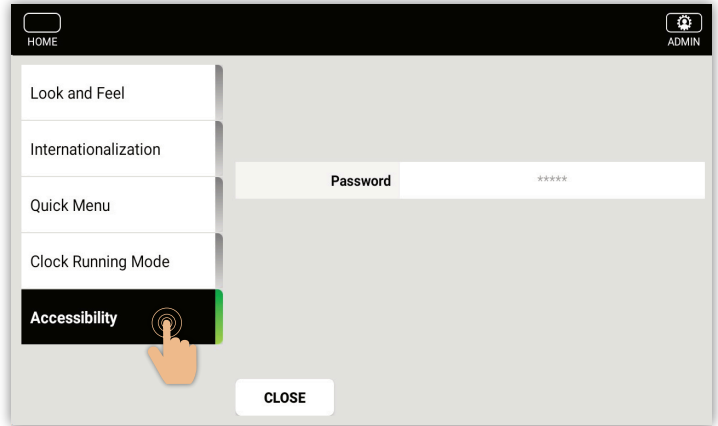 HOME
ADMIN
Look and Feel
Internationalization
Quick Menu
Clock Running Mode
Accessibility
Password
*****
CLOSE